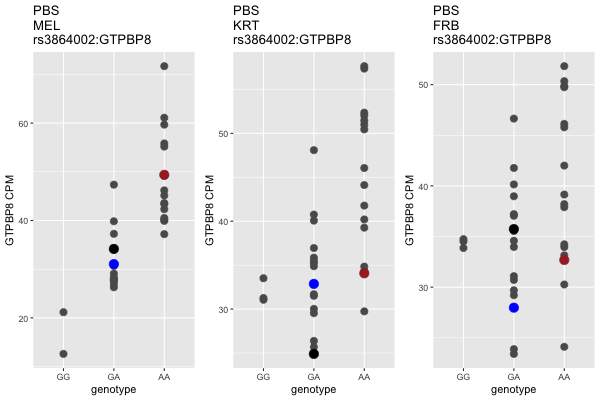 PBS
MEL
rs3864002:GTPBP8
GTPBP8 CPM
60
40
20
GG
GA
AA
genotype
PBS
KRT
rs3864002:GTPBP8
GTPBP8 CPM
50
40
30
GG
GA
AA
genotype
PBS
FRB
rs3864002:GTPBP8
GTPBP8 CPM
50
40
30
GG
GA
AA
genotype